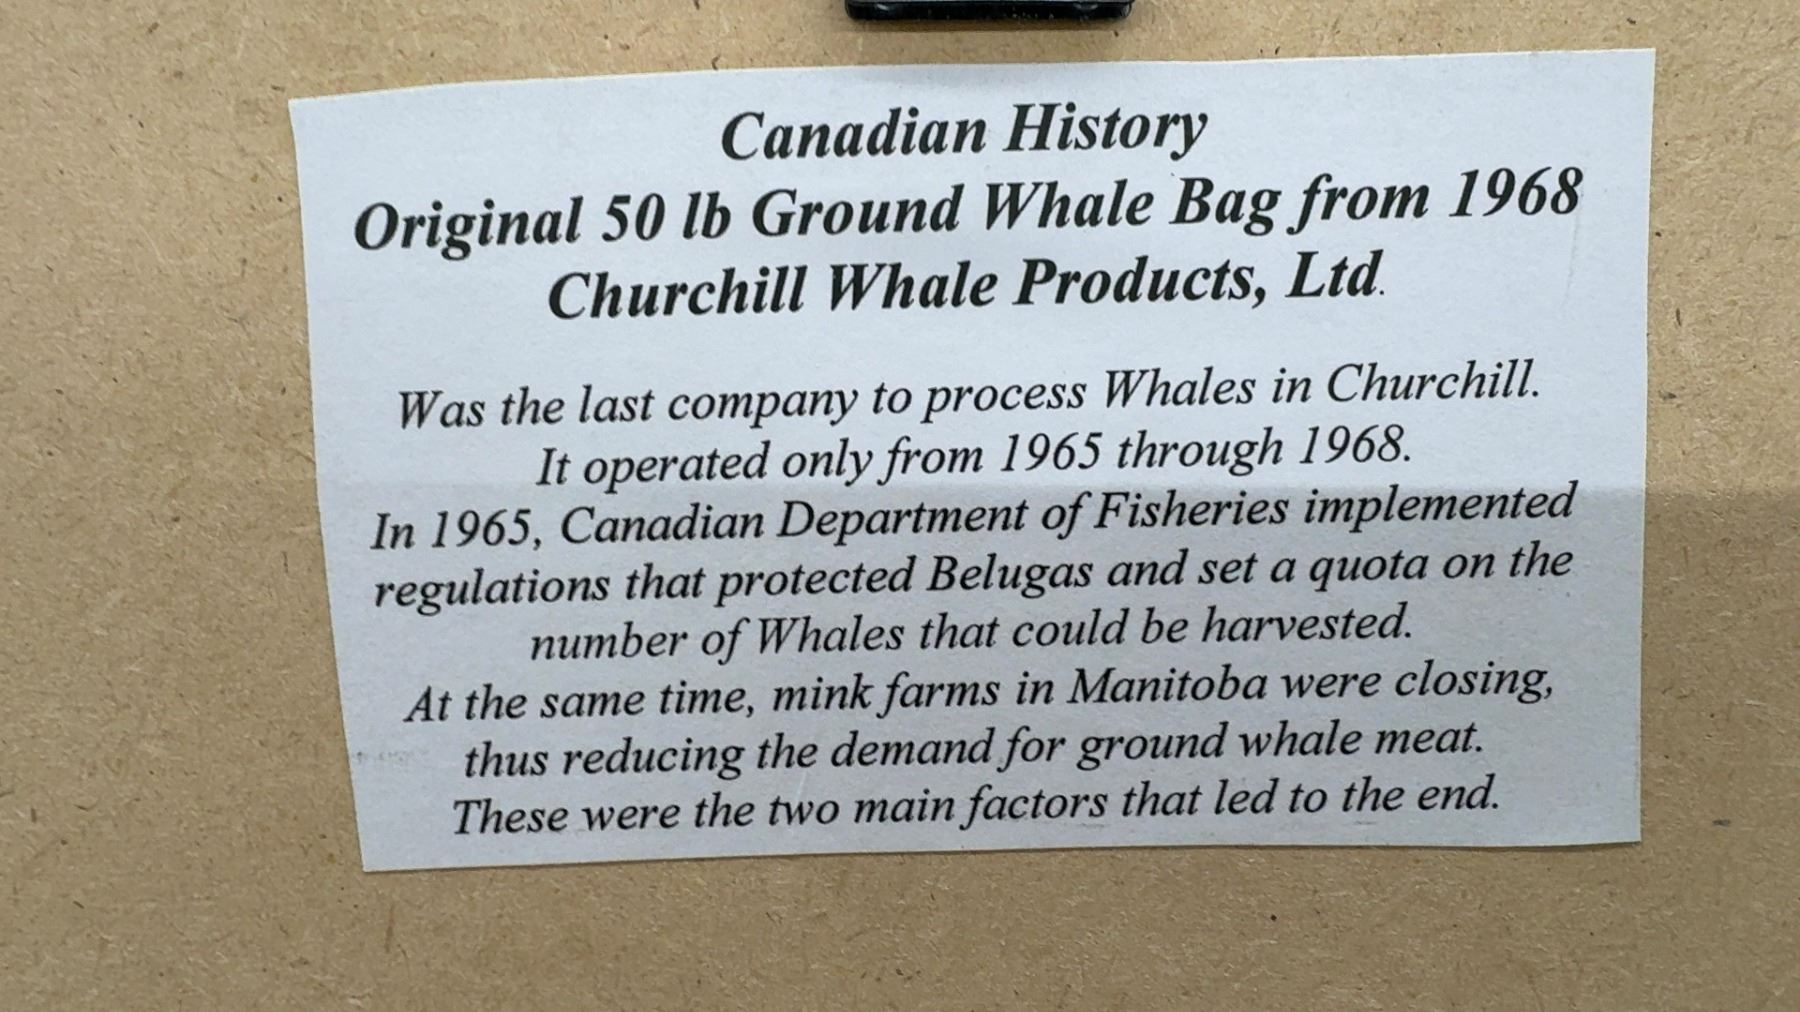 Canadian History
Original 50 lb Ground Whale Bag from 1968
Churchill Whale Products, Ltd.
Was the last company to process Whales in Churchill.
It operated only from 1965 through 1968.
In 1965, Canadian Department of Fisheries implemented
regulations that protected Belugas and set a quota on the
number of Whales that could be harvested.
At the same time, mink farms in Manitoba were closing,
thus reducing the demand for ground whale meat.
These were the two main factors that led to the end.